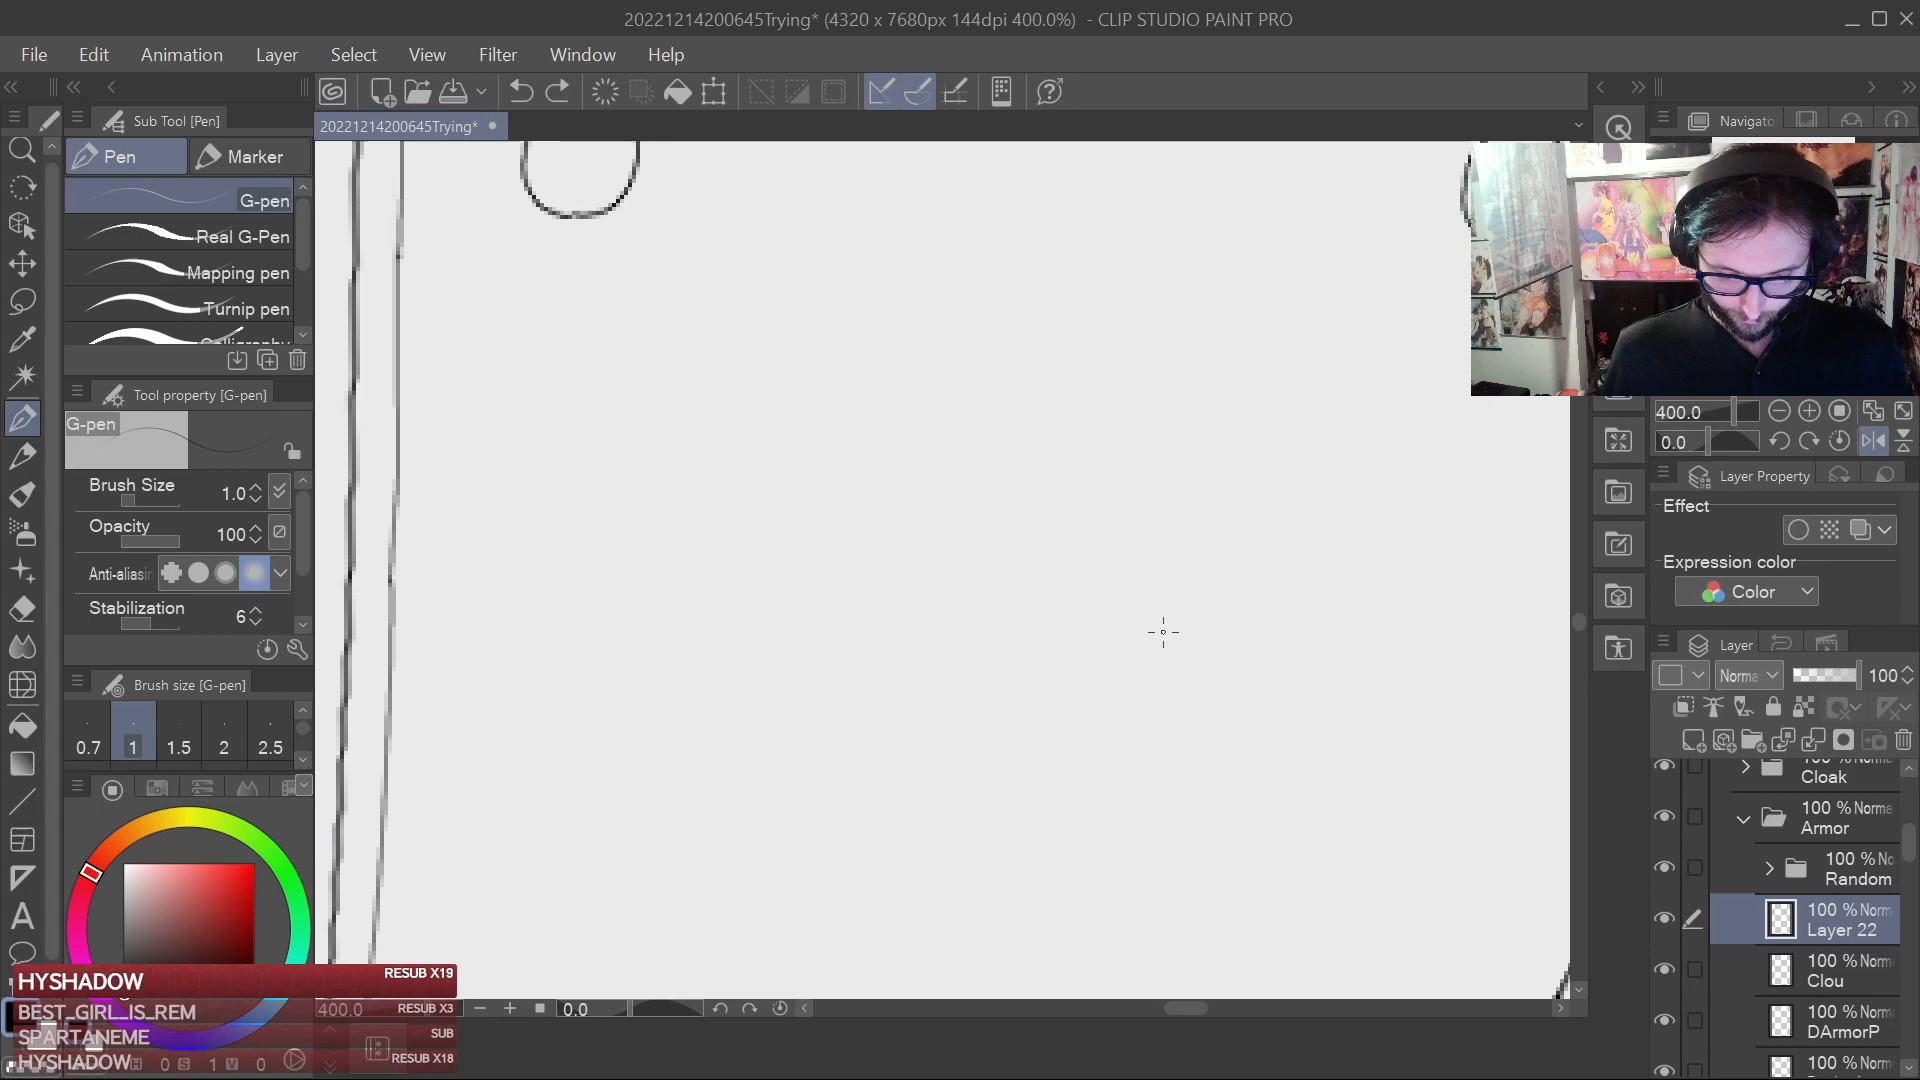 20221214200645Trying* (4320 x 7680px 144dpi 400.0%) - CLIP STUDIO PAINT PRO
File Edit Animation Layer Select View Filter Window Help
Sub Tool [Pen]
20221214200645Trying*
Navigato
Pen Marker
G-pen
Real G-Pen
Mapping pen
Turnip pen
Tool property [G-pen]
G-pen
Brush Size 1.0
Opacity 100
Anti-aliasin
Stabilization 6
Brush size [G-pen]
0.7 1 1.5 2 2.5
400.0
0.0
Layer Property
Effect
Expression color
Color
Layer
Norma 100
Cloak
100 % Norma
Armor
100 % No
Random
100 % Norm
Layer 22
100 % Norm
Clou
100 % Norm
DArmorP
100 % Norm
HYSHADOW RESUB X19
BEST_GIRL_IS_REM RESUB X3
SPARTANEME SUB
HYSHADOW RESUB X18
400.0 0.0
H 0 S 1 V 0